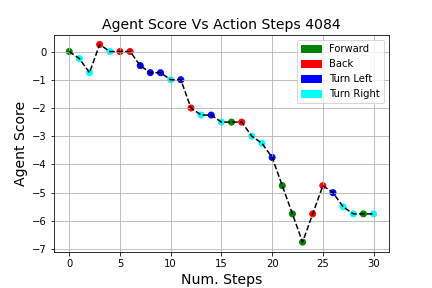 Agent Score Vs Action Steps 4084
Forward
Back
Turn Left
Turn Right
Agent Score
0
−1
−2
−3
−4
−5
−6
−7
0 5 10 15 20 25 30
Num. Steps